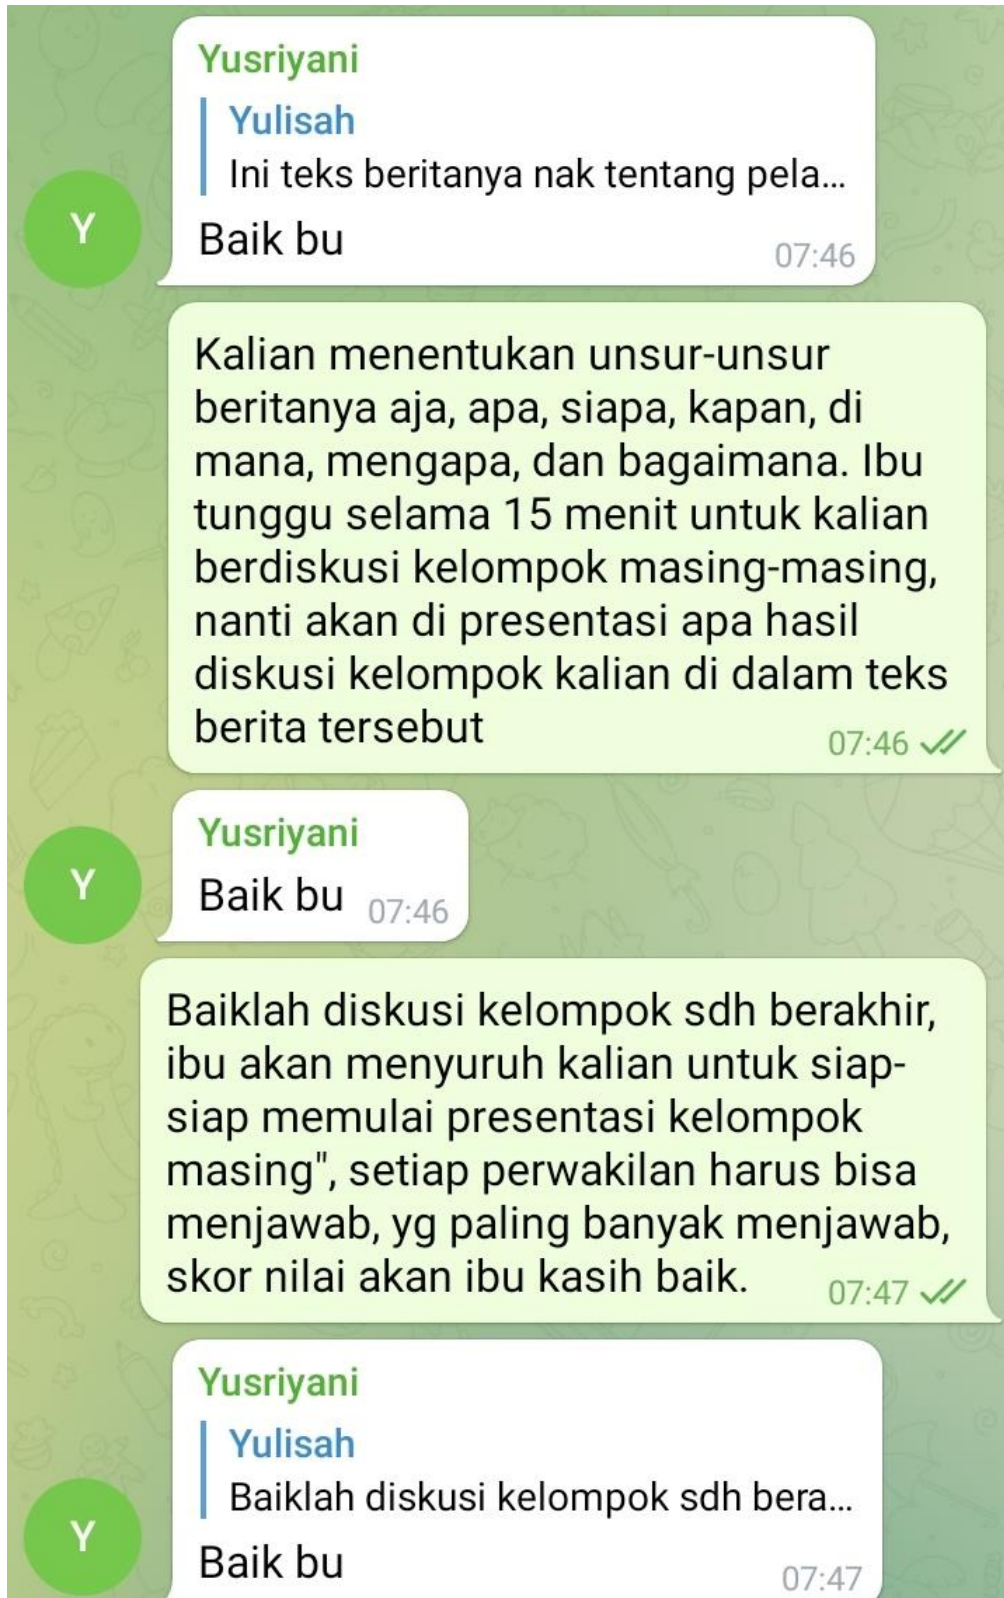 Yusriyani
Yulisah
Ini teks beritanya nak tentang pela...
Y
Baik bu
07:46
Kalian menentukan unsur-unsur
beritanya aja, apa, siapa, kapan, di
mana, mengapa, dan bagaimana. Ibu
tunggu selama 15 menit untuk kalian
berdiskusi kelompok masing-masing,
nanti akan di presentasi apa hasil
diskusi kelompok kalian di dalam teks
berita tersebut
07:46
Yusriyani
Y
Baik bu 07:46
Baiklah diskusi kelompok sdh berakhir,
ibu akan menyuruh kalian untuk siap-
siap memulai presentasi kelompok
masing", setiap perwakilan harus bisa
menjawab, yg paling banyak menjawab,
skor nilai akan ibu kasih baik.
07:47
Yusriyani
Yulisah
Baiklah diskusi kelompok sdh bera...
Y
Baik bu
07:47